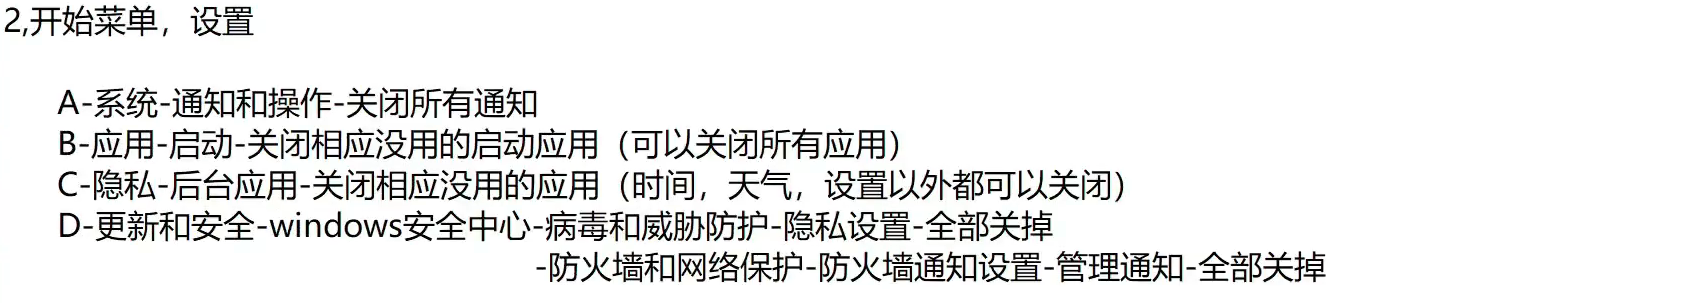 2,开始菜单，设置
A-系统-通知和操作-关闭所有通知
B-应用-启动-关闭相应没用的启动应用（可以关闭所有应用）
C-隐私-后台应用-关闭相应没用的应用（时间，天气，设置以外都可以关闭）
D-更新和安全-windows安全中心-病毒和威胁防护-隐私设置-全部关掉
-防火墙和网络保护-防火墙通知设置-管理通知-全部关掉